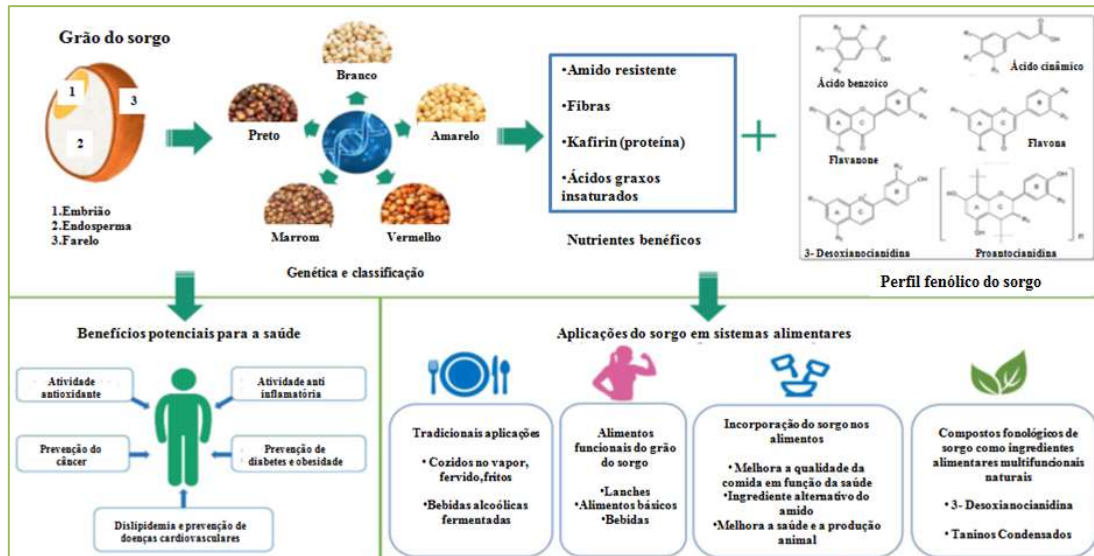 Grão do sorgo
1
3
2
1.Embrião
2.Endosperma
3.Farelo
Branco
Preto
Amarelo
Marrom
Vermelho
Genética e classificação
•Amido resistente
•Fibras
•Kafirin (proteína)
•Ácidos graxos
insaturados
Nutrientes benéficos
Ácido benzoico
Ácido cinâmico
Flavanone
Flavona
3- Desoxianocianidina
Proantocianidina
Perfil fenólico do sorgo
Benefícios potenciais para a saúde
Atividade
antioxidante
Atividade anti
inflamatória
Prevenção do
câncer
Prevenção de
diabetes e obesidade
Dislipidemia e prevenção de
doenças cardiovasculares
Aplicações do sorgo em sistemas alimentares
Tradicionais aplicações
• Cozidos no vapor,
fervido,fritos
• Bebidas alcoólicas
fermentadas
Alimentos
funcionais do grão
do sorgo
•Lanches
•Alimentos básicos
•Bebidas
Incorporação do sorgo nos
alimentos
• Melhora a qualidade da
comida em função da saúde
•Ingrediente alternativo do
amido
•Melhora a saúde e a produção
animal
Compostos fonológicos de
sorgo como ingredientes
alimentares multifuncionais
naturais
• 3- Desoxianocianidina
• Taninos Condensados